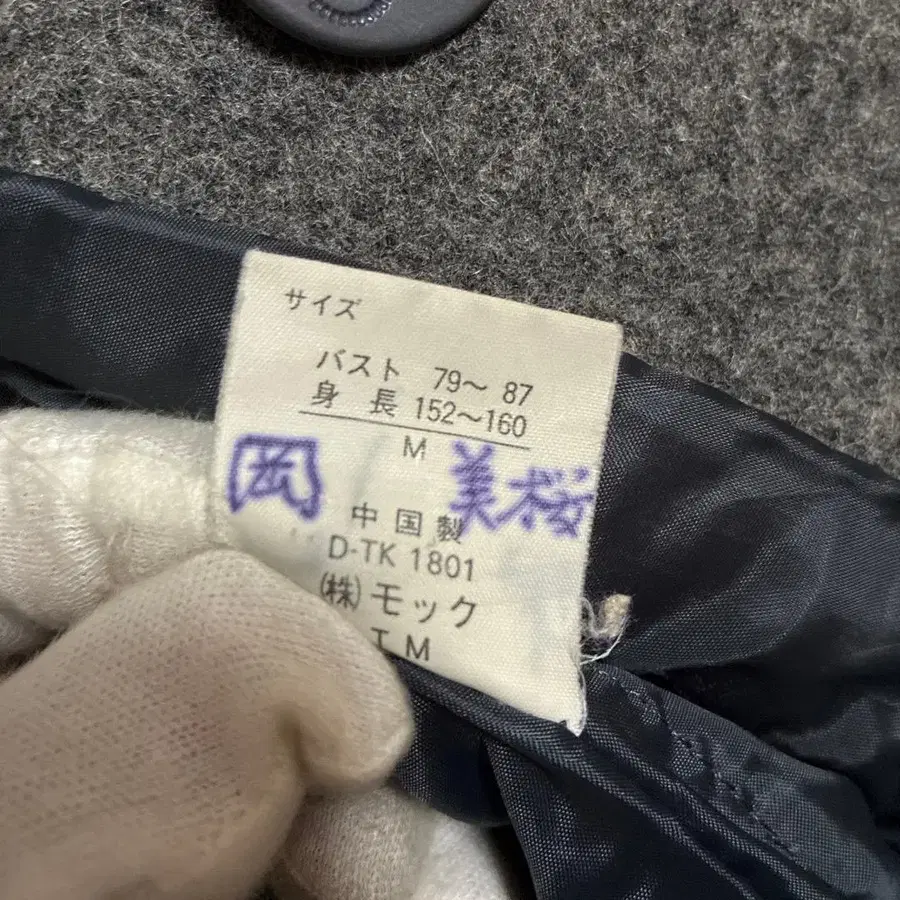 サイズ
バスト 79〜 87
身 長 152〜160
M
岡 美桜
中 国 製
D-TK 1801
㈱ モック
T M